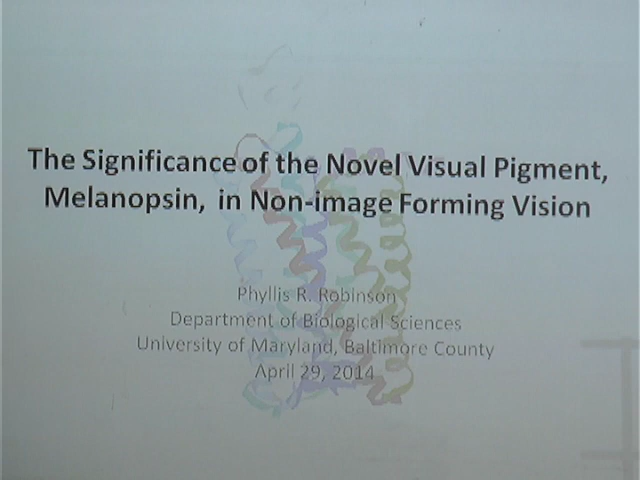 The Significance of the Novel Visual Pigment,
Melanopsin, in Non-image Forming Vision
Phyllis R. Robinson
Department of Biological Sciences
University of Maryland, Baltimore County
April 29, 2014